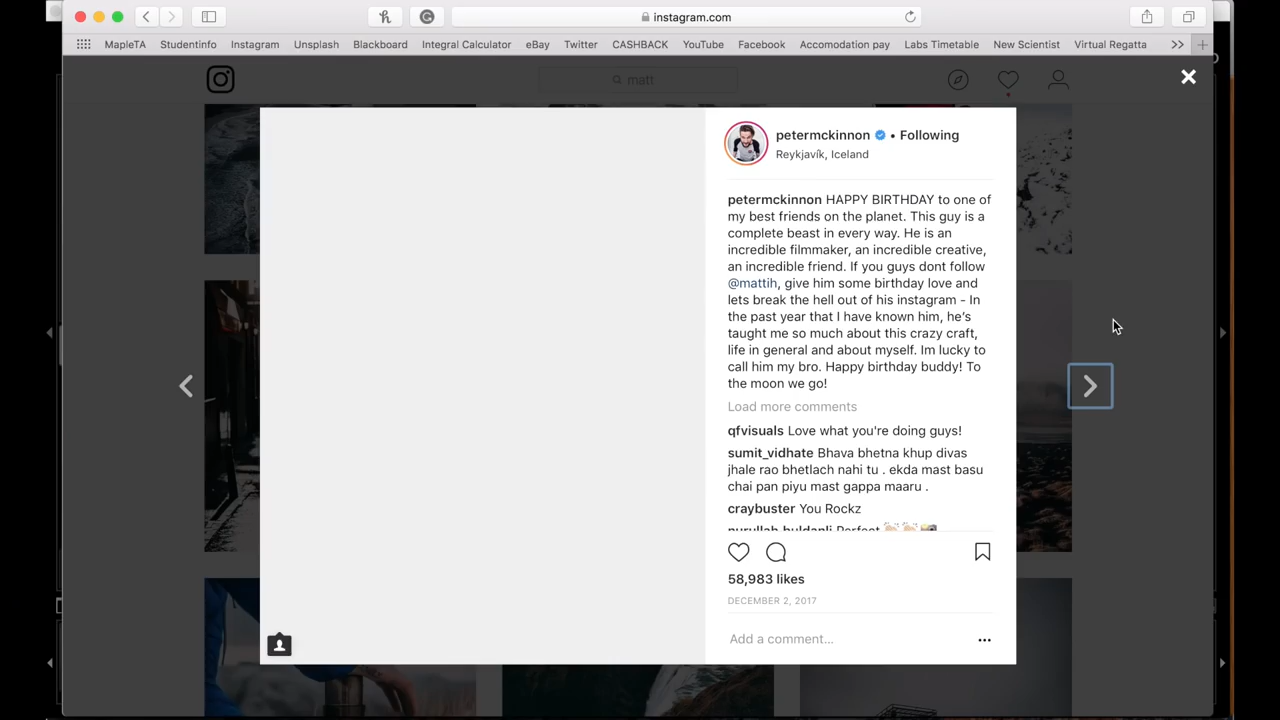 instagram.com
MapleTA Studentinfo Instagram Unsplash Blackboard Integral Calculator eBay Twitter CASHBACK YouTube Facebook Accomodation pay Labs Timetable New Scientist Virtual Regatta
matt
petermckinnon • Following
Reykjavík, Iceland
petermckinnon HAPPY BIRTHDAY to one of
my best friends on the planet. This guy is a
complete beast in every way. He is an
incredible filmmaker, an incredible creative,
an incredible friend. If you guys dont follow
@mattih, give him some birthday love and
lets break the hell out of his instagram - In
the past year that I have known him, he's
taught me so much about this crazy craft,
life in general and about myself. Im lucky to
call him my bro. Happy birthday buddy! To
the moon we go!
Load more comments
qfvisuals Love what you're doing guys!
sumit_vidhate Bhava bhetna khup divas
jhale rao bhetlach nahi tu . ekda mast basu
chai pan piyu mast gappa maaru .
craybuster You Rockz
nurullah.buldanli Perfect
58,983 likes
DECEMBER 2, 2017
Add a comment...